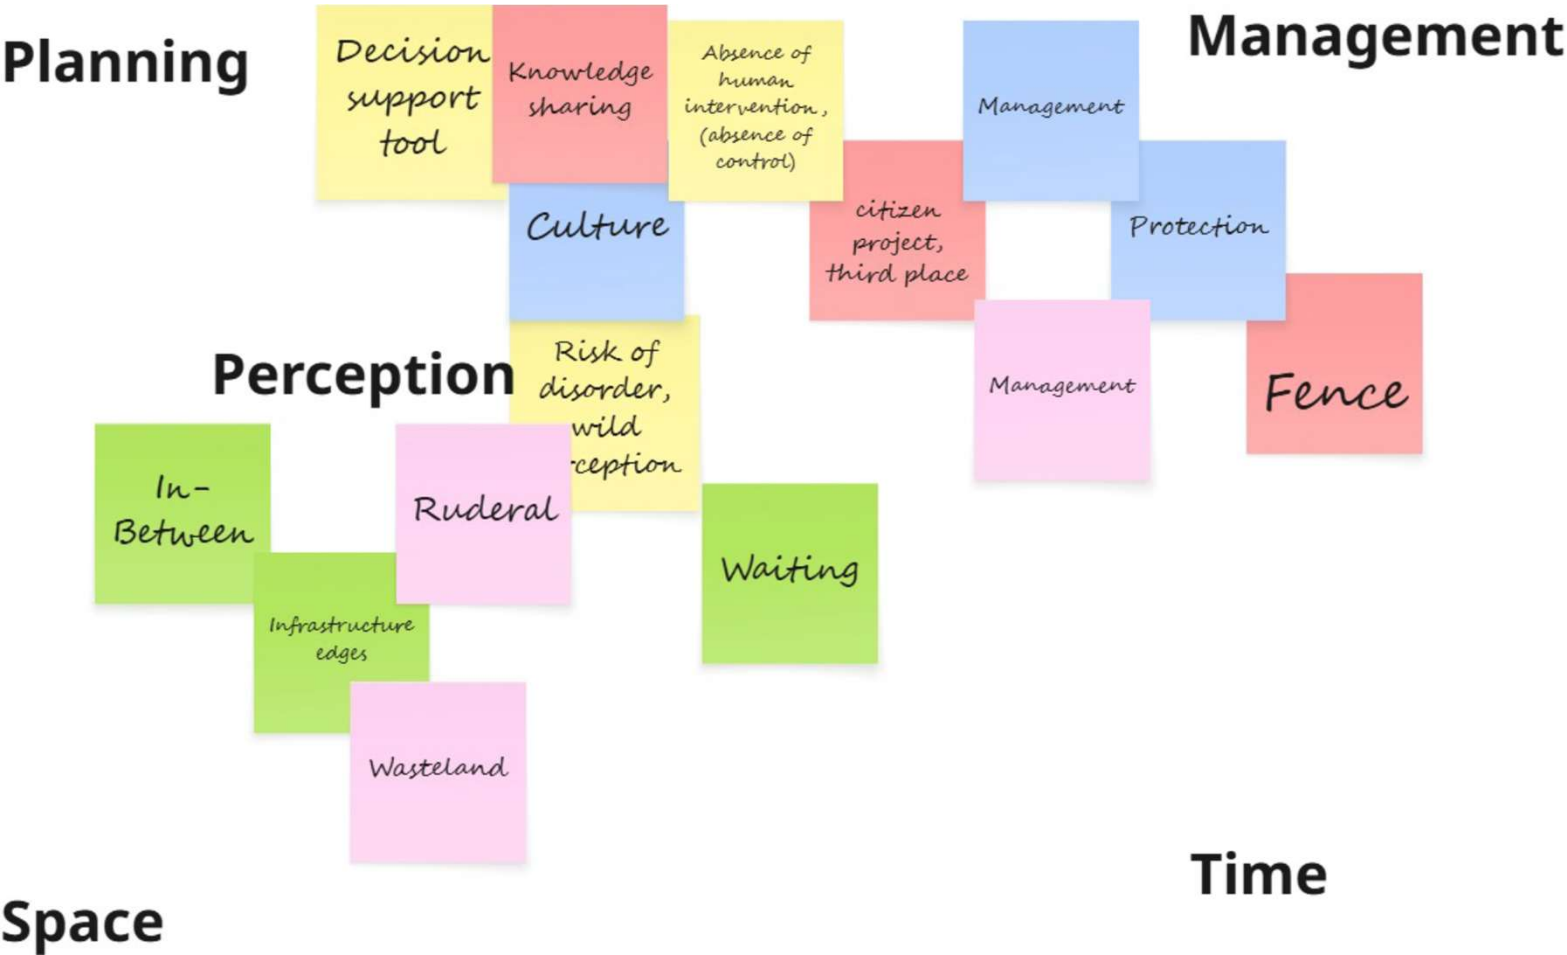 Planning
Decision
support
tool
Knowledge
sharing
Absence of
human
intervention,
(absence of
control)
Management
Management
Culture
citizen
project,
third place
Protection
Perception
Risk of
disorder,
wild
rception
Management
Fence
In-
Between
Ruderal
Waiting
Infrastructure
edges
Wasteland
Time
Space